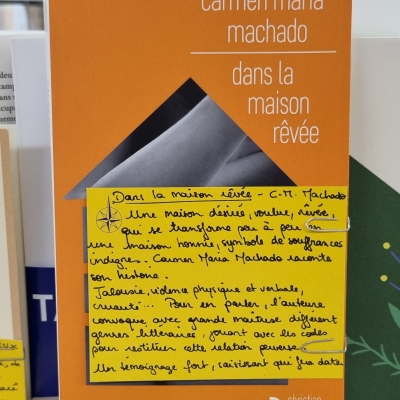 carmen maria
machado
dans la
maison
rêvée
Dans la maison rêvée - C.M. Machado
Une maison désirée, voulue, rêvée,
qui se transforme peu à peu en
une maison honnie, symbole de souffrances
indignes.. Carmen Maria Machado raconte
son histoire.
Jalousie, violence physique et verbale,
cruauté... Pour en parler, l'auteure
convoque avec grande maîtrise différent
genres littéraires, jouant avec les codes
pour restituer cette relation perverse.
Un témoignage fort, saisissant qui fera date
christian
TA